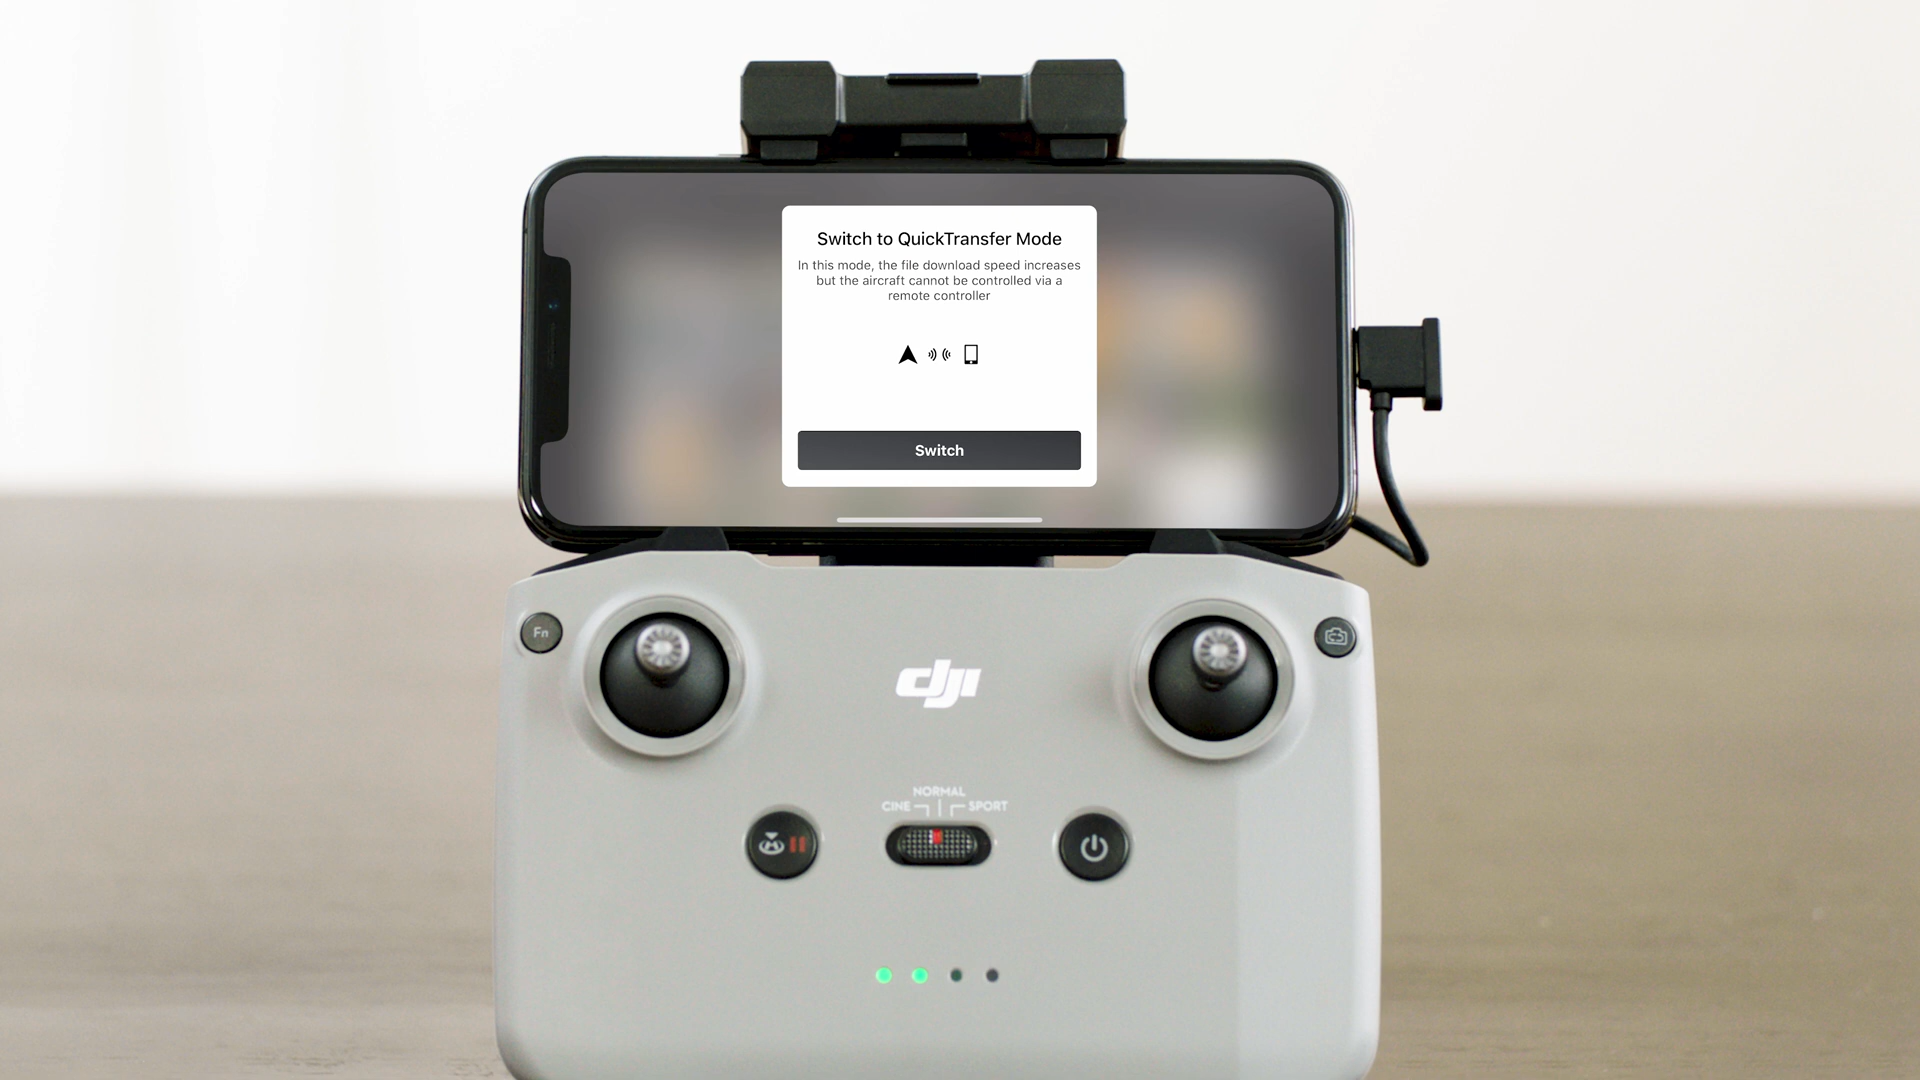 Switch to QuickTransfer Mode
In this mode, the file download speed increases
but the aircraft cannot be controlled via a
remote controller
Switch
Fn
dji
NORMAL
CINE SPORT